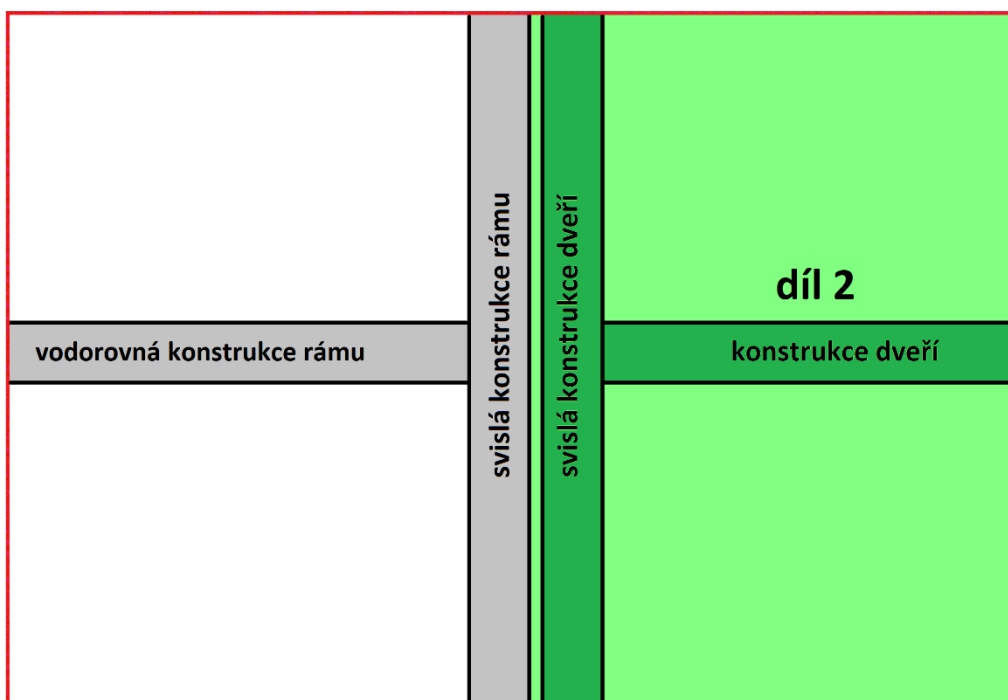 vodorovná konstrukce rámu
svislá konstrukce rámu
svislá konstrukce dveří
díl 2
konstrukce dveří